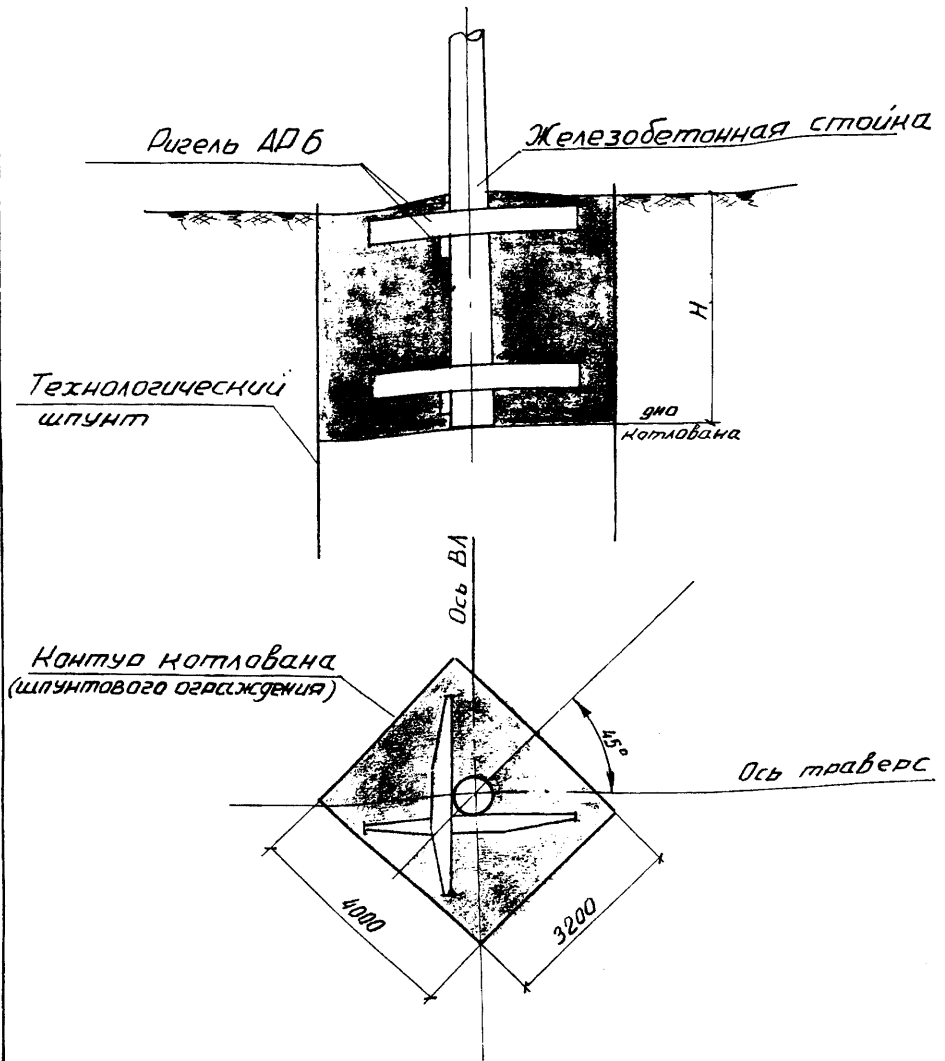 Ригель АР6
Железобетонная стойка
H
Технологический
шпунт
дно
котлована
Ось ВЛ
Контур котлована
(шпунтового ограждения)
45°
Ось траверс
4000
3200